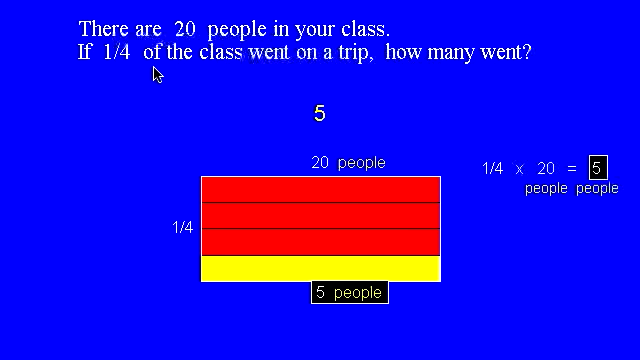 There are 20 people in your class.
If 1/4 of the class went on a trip, how many went?
5
20 people
1/4 x 20 = 5
people people
1/4
5 people